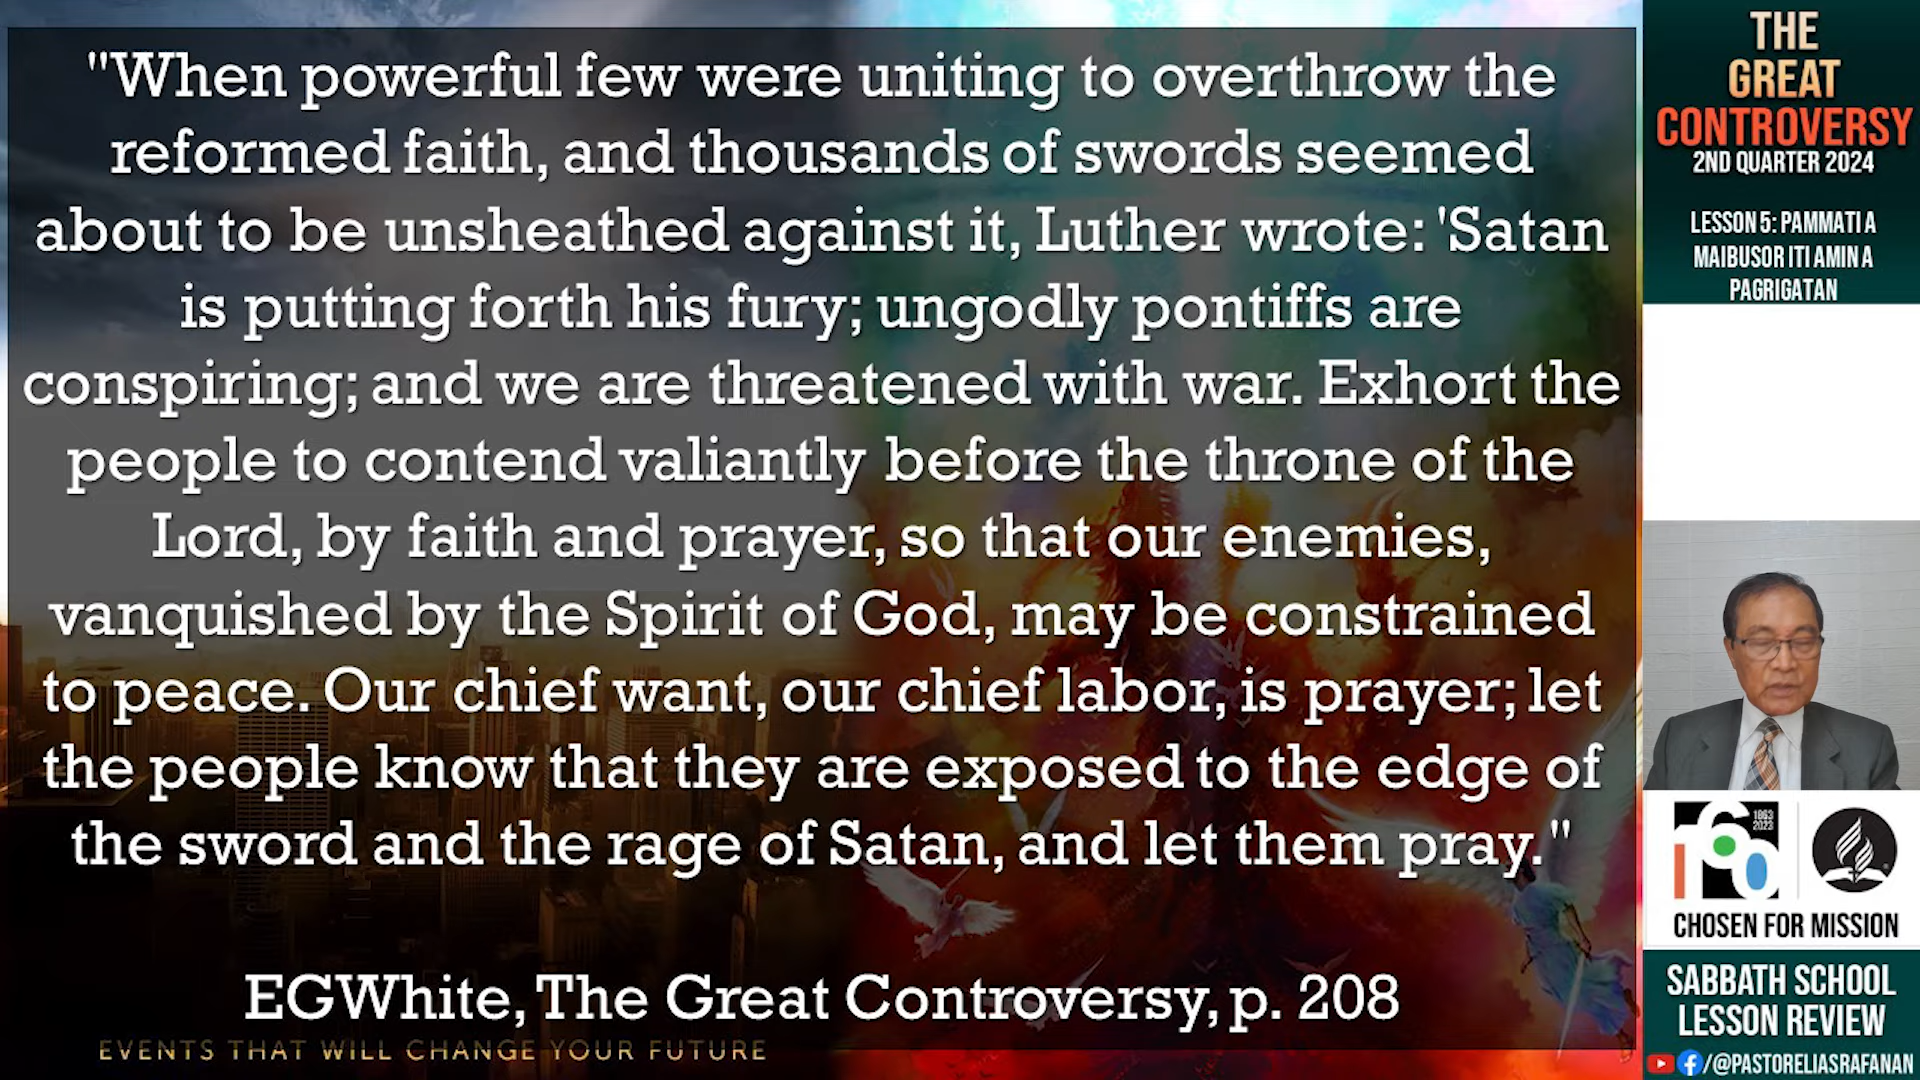 "When powerful few were uniting to overthrow the
reformed faith, and thousands of swords seemed
about to be unsheathed against it, Luther wrote: 'Satan
is putting forth his fury; ungodly pontiffs are
conspiring; and we are threatened with war. Exhort the
people to contend valiantly before the throne of the
Lord, by faith and prayer, so that our enemies,
vanquished by the Spirit of God, may be constrained
to peace. Our chief want, our chief labor, is prayer; let
the people know that they are exposed to the edge of
the sword and the rage of Satan, and let them pray."
EGWhite, The Great Controversy, p. 208
EVENTS THAT WILL CHANGE YOUR FUTURE
THE
GREAT
CONTROVERSY
2ND QUARTER 2024
LESSON 5: PAMMATI A
MAIBUSOR ITI AMIN A
PAGRIGATAN
160
1863
2023
CHOSEN FOR MISSION
SABBATH SCHOOL
LESSON REVIEW
/@PASTORELIASRAFANAN